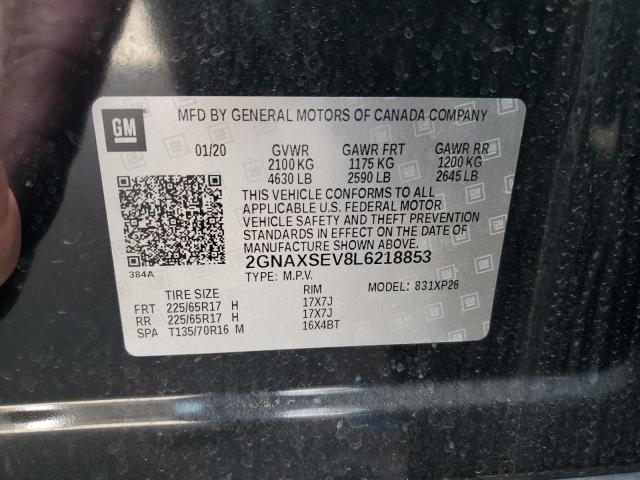 GM
MFD BY GENERAL MOTORS OF CANADA COMPANY
01/20 GVWR GAWR FRT GAWR RR
2100 KG 1175 KG 1200 KG
4630 LB 2590 LB 2645 LB
THIS VEHICLE CONFORMS TO ALL
APPLICABLE U.S. FEDERAL MOTOR
VEHICLE SAFETY AND THEFT PREVENTION
STANDARDS IN EFFECT ON THE DATE OF
MANUFACTURE SHOWN ABOVE.
384A 2GNAXSEV8L6218853
TYPE: M.P.V. MODEL: 831XP26
TIRE SIZE RIM
FRT 225/65R17 H 17X7J
RR 225/65R17 H 17X7J
SPA T135/70R16 M 16X4BT